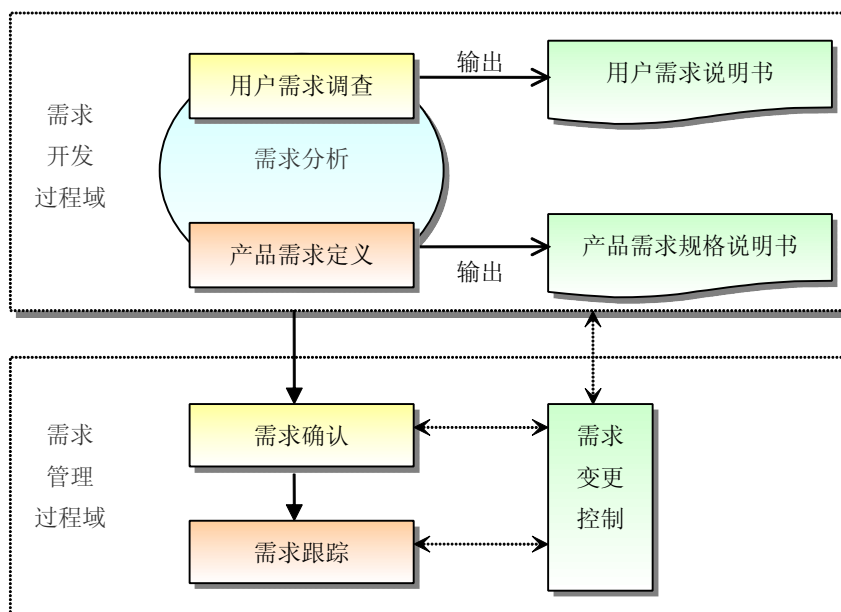 用户需求调查
输出
用户需求说明书
需求
开发
过程域
需求分析
产品需求定义
输出
产品需求规格说明书
需求
管理
过程域
需求确认
需求
变更
控制
需求跟踪